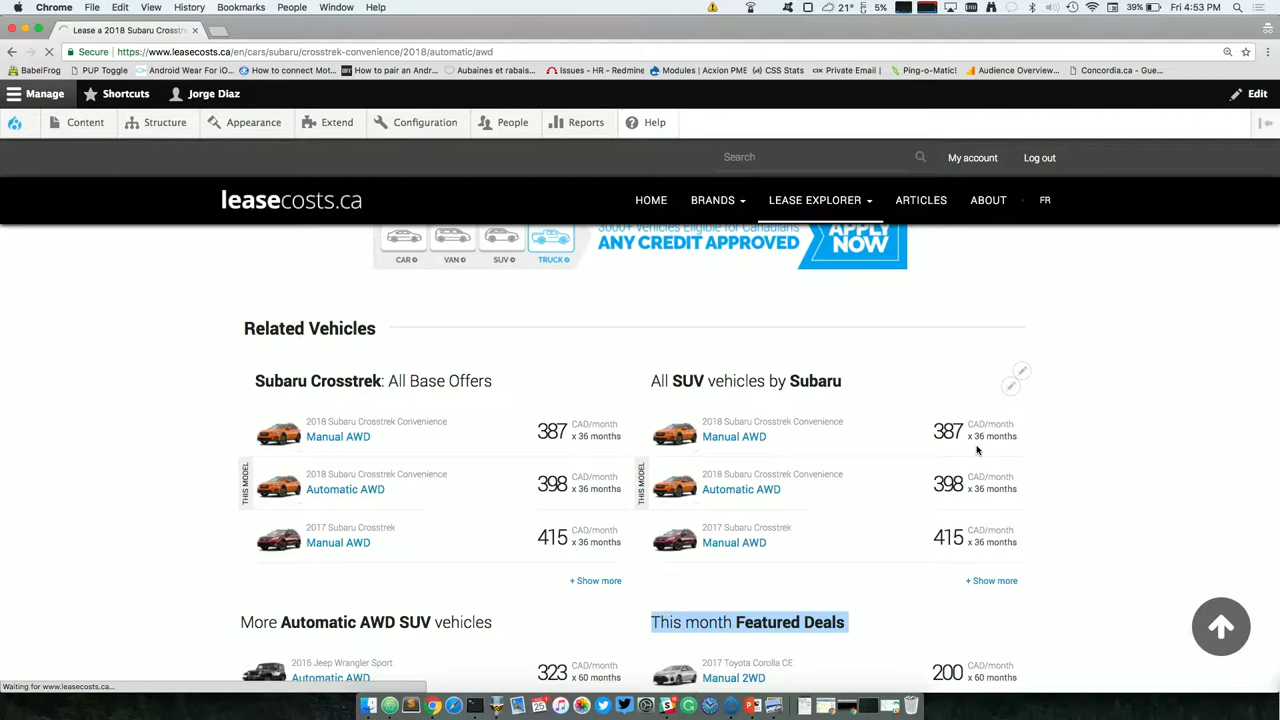 Chrome File Edit View History Bookmarks People Window Help 21° 5% 39% Fri 4:53 PM
Lease a 2018 Subaru Crosstre
Secure https://www.leasecosts.ca/en/cars/subaru/crosstrek-convenience/2018/automatic/awd
BabelFrog PUP Toggle Android Wear For iO... How to connect Mot... How to pair an Andr... Aubaines et rabais... Issues - HR - Redmine Modules | Acxion PME CSS Stats Private Email | Ping-o-Matic! Audience Overview... Concordia.ca - Gue...
Manage Shortcuts Jorge Diaz Edit
Content Structure Appearance Extend Configuration People Reports Help
Search My account Log out
leasecosts.ca HOME BRANDS LEASE EXPLORER ARTICLES ABOUT FR
3000+ Vehicles Eligible for Canadians
ANY CREDIT APPROVED
APPLY NOW
CAR VAN SUV TRUCK
Related Vehicles
Subaru Crosstrek: All Base Offers
2018 Subaru Crosstrek Convenience
Manual AWD
387 CAD/month x 36 months
THIS MODEL
2018 Subaru Crosstrek Convenience
Automatic AWD
398 CAD/month x 36 months
2017 Subaru Crosstrek
Manual AWD
415 CAD/month x 36 months
+ Show more
All SUV vehicles by Subaru
2018 Subaru Crosstrek Convenience
Manual AWD
387 CAD/month x 36 months
THIS MODEL
2018 Subaru Crosstrek Convenience
Automatic AWD
398 CAD/month x 36 months
2017 Subaru Crosstrek
Manual AWD
415 CAD/month x 36 months
+ Show more
More Automatic AWD SUV vehicles
2016 Jeep Wrangler Sport
Automatic AWD
323 CAD/month x 60 months
This month Featured Deals
2017 Toyota Corolla CE
Manual 2WD
200 CAD/month x 60 months
Waiting for www.leasecosts.ca...